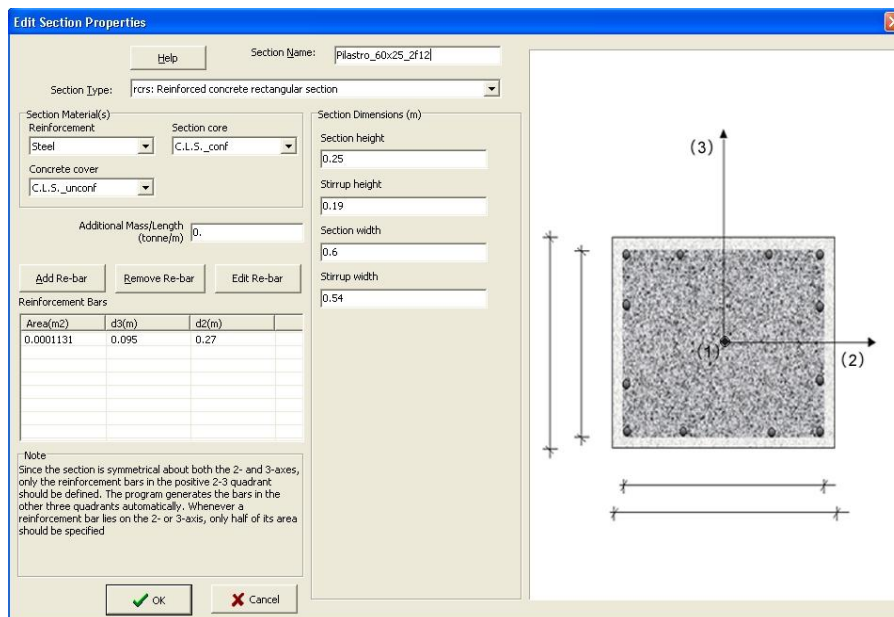 Edit Section Properties
Help
Section Name:
Pilastro_60x25_2f12
Section Type:
rcrs: Reinforced concrete rectangular section
Section Material(s)
Reinforcement
Section core
Steel
C.L.S._conf
Concrete cover
C.L.S._unconf
Additional Mass/Length
(tonne/m)
0.
Add Re-bar
Remove Re-bar
Edit Re-bar
Reinforcement Bars
Area(m2) d3(m) d2(m)
0.0001131 0.095 0.27
Note
Since the section is symmetrical about both the 2- and 3-axes,
only the reinforcement bars in the positive 2-3 quadrant
should be defined. The program generates the bars in the
other three quadrants automatically. Whenever a
reinforcement bar lies on the 2- or 3-axis, only half of its area
should be specified
OK
Cancel
Section Dimensions (m)
Section height
0.25
Stirrup height
0.19
Section width
0.6
Stirrup width
0.54
(3)
(1)
(2)